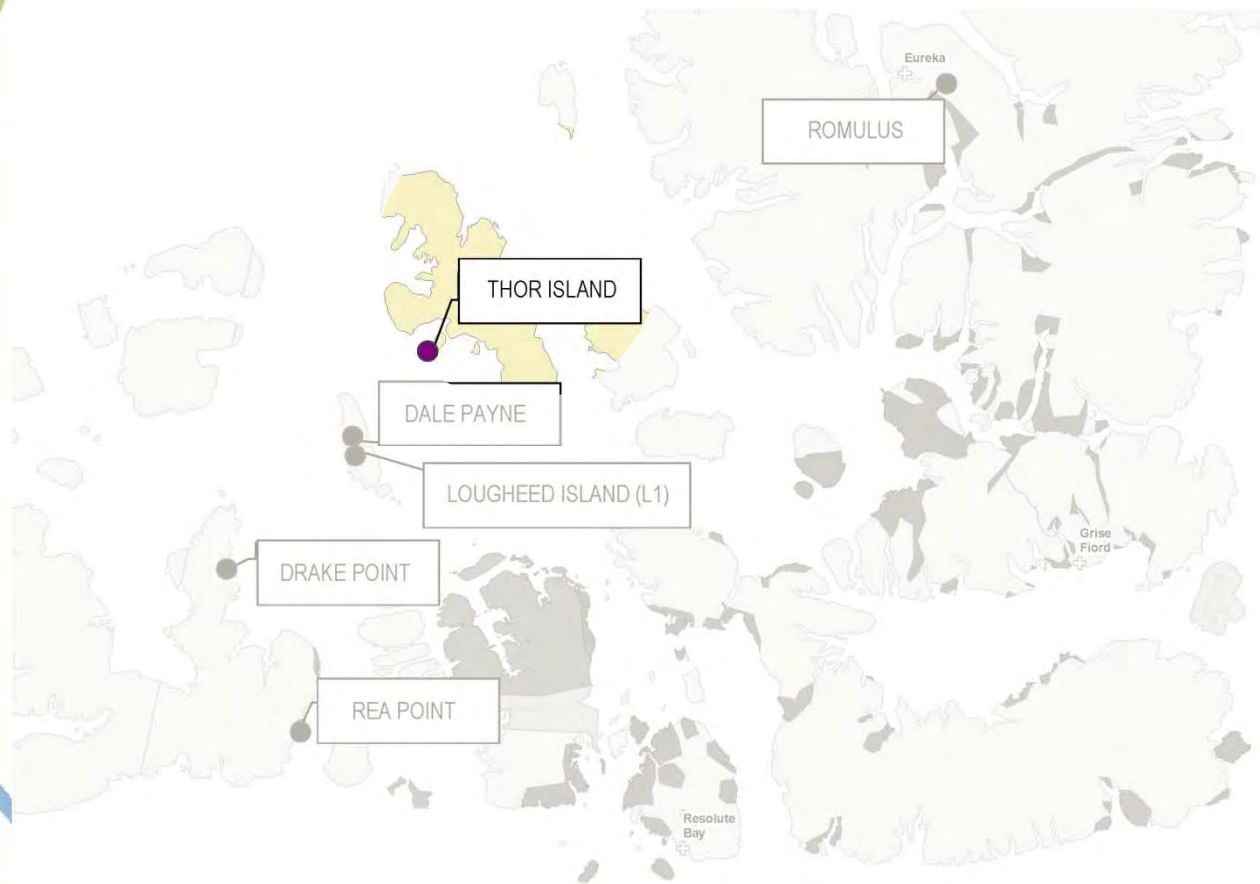 Eureka
ROMULUS
THOR ISLAND
DALE PAYNE
LOUGHEED ISLAND (L1)
Grise
Fiord
DRAKE POINT
REA POINT
Resolute
Bay